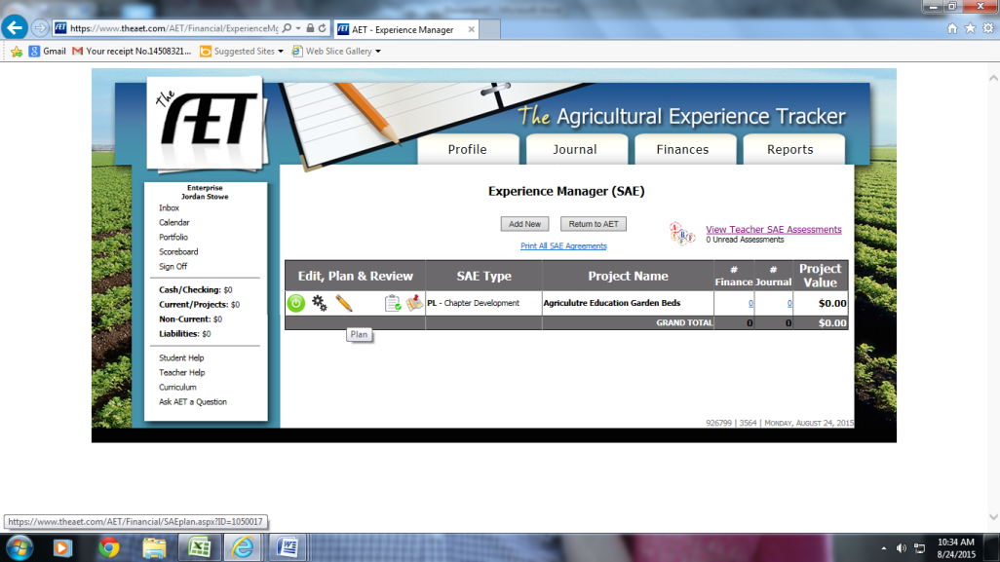 https://www.theaet.com/AET/Financial/ExperienceMg
AET - Experience Manager
Gmail
Your receipt No.14508321...
Suggested Sites
Web Slice Gallery
The AET
The Agricultural Experience Tracker
Profile
Journal
Finances
Reports
Enterprise
Jordan Stowe
Inbox
Calendar
Portfolio
Scoreboard
Sign Off
Cash/Checking: $0
Current/Projects: $0
Non-Current: $0
Liabilities: $0
Student Help
Teacher Help
Curriculum
Ask AET a Question
Experience Manager (SAE)
Add New
Return to AET
Print All SAE Agreements
View Teacher SAE Assessments
0 Unread Assessments
Edit, Plan & Review
SAE Type
Project Name
# Finance
# Journal
Project Value
PL - Chapter Development
Agriculutre Education Garden Beds
0
0
$0.00
GRAND TOTAL
0
0
$0.00
Plan
926799 | 3564 | Monday, August 24, 2015
https://www.theaet.com/AET/Financial/SAEplan.aspx?ID=1050017
10:34 AM
8/24/2015